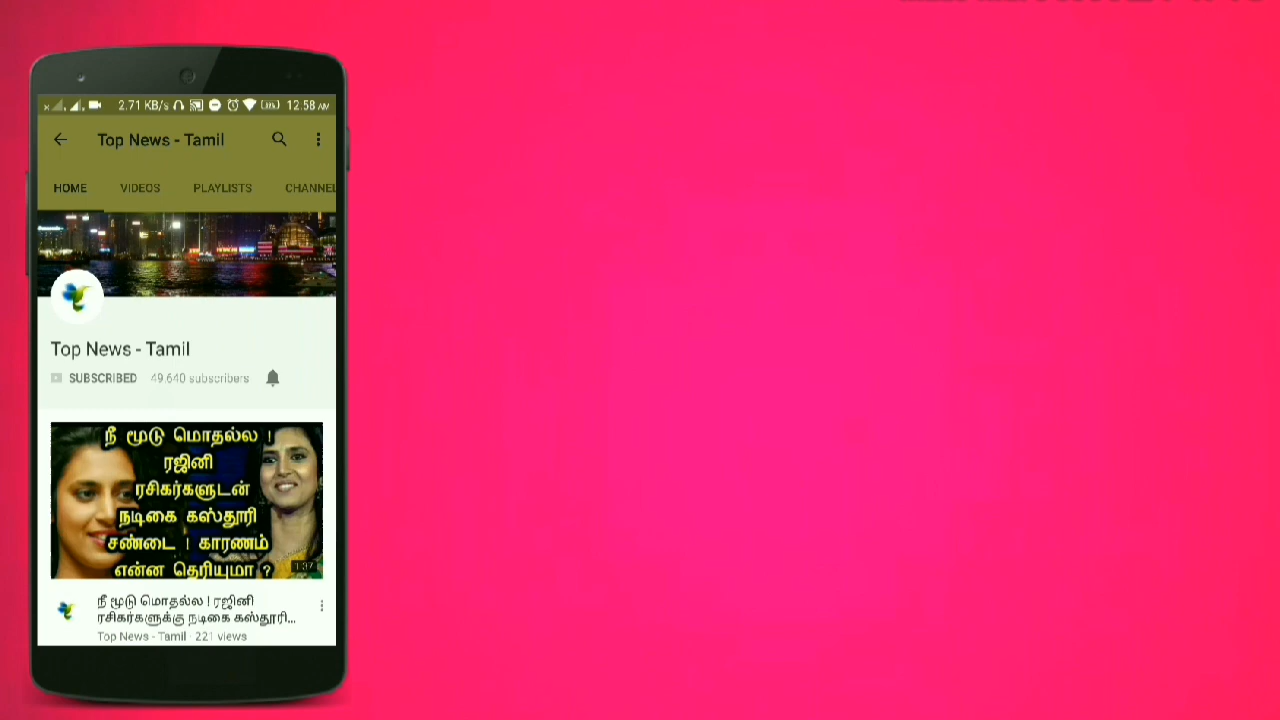 2.71 KB/s 12:58 AM
Top News - Tamil
HOME VIDEOS PLAYLISTS CHANNEL
Top News - Tamil
SUBSCRIBED 49,640 subscribers
நீ மூடு மொதல்ல !
ரஜினி
ரசிகர்களுடன்
நடிகை கஸ்தூரி
சண்டை ! காரணம்
என்ன தெரியுமா ?
1:37
நீ மூடு மொதல்ல ! ரஜினி
ரசிகர்களுக்கு நடிகை கஸ்தூரி...
Top News - Tamil · 221 views